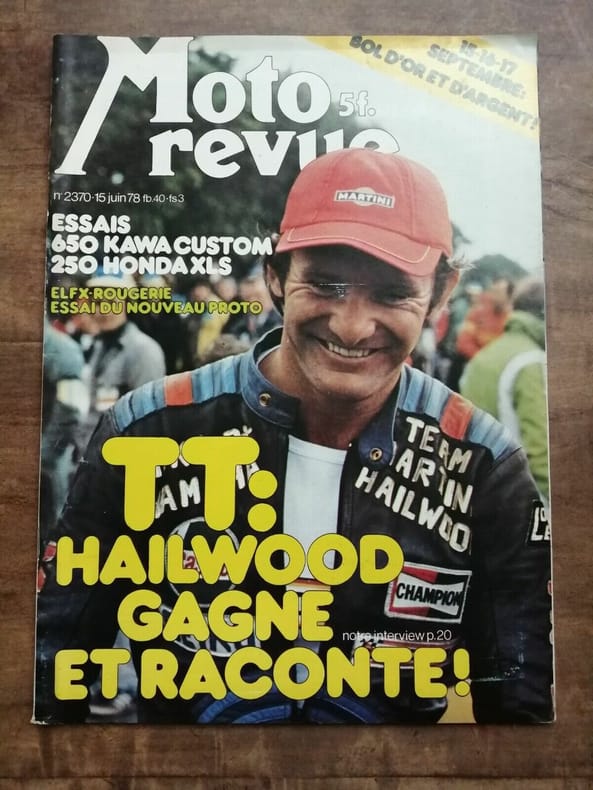 Moto
revue
5f.
15-16-17
SEPTEMBRE:
BOL D'OR ET D'ARGENT!
n°2370·15 juin 78 fb.40·fs3
MARTINI
ESSAIS
650 KAWA CUSTOM
250 HONDA XLS
ELFX-ROUGERIE
ESSAI DU NOUVEAU PROTO
TEAM
MARTIN
HAILWOO
TT:
HAILWOOD
GAGNE
ET RACONTE!
CHAMPION
notre interview p.20